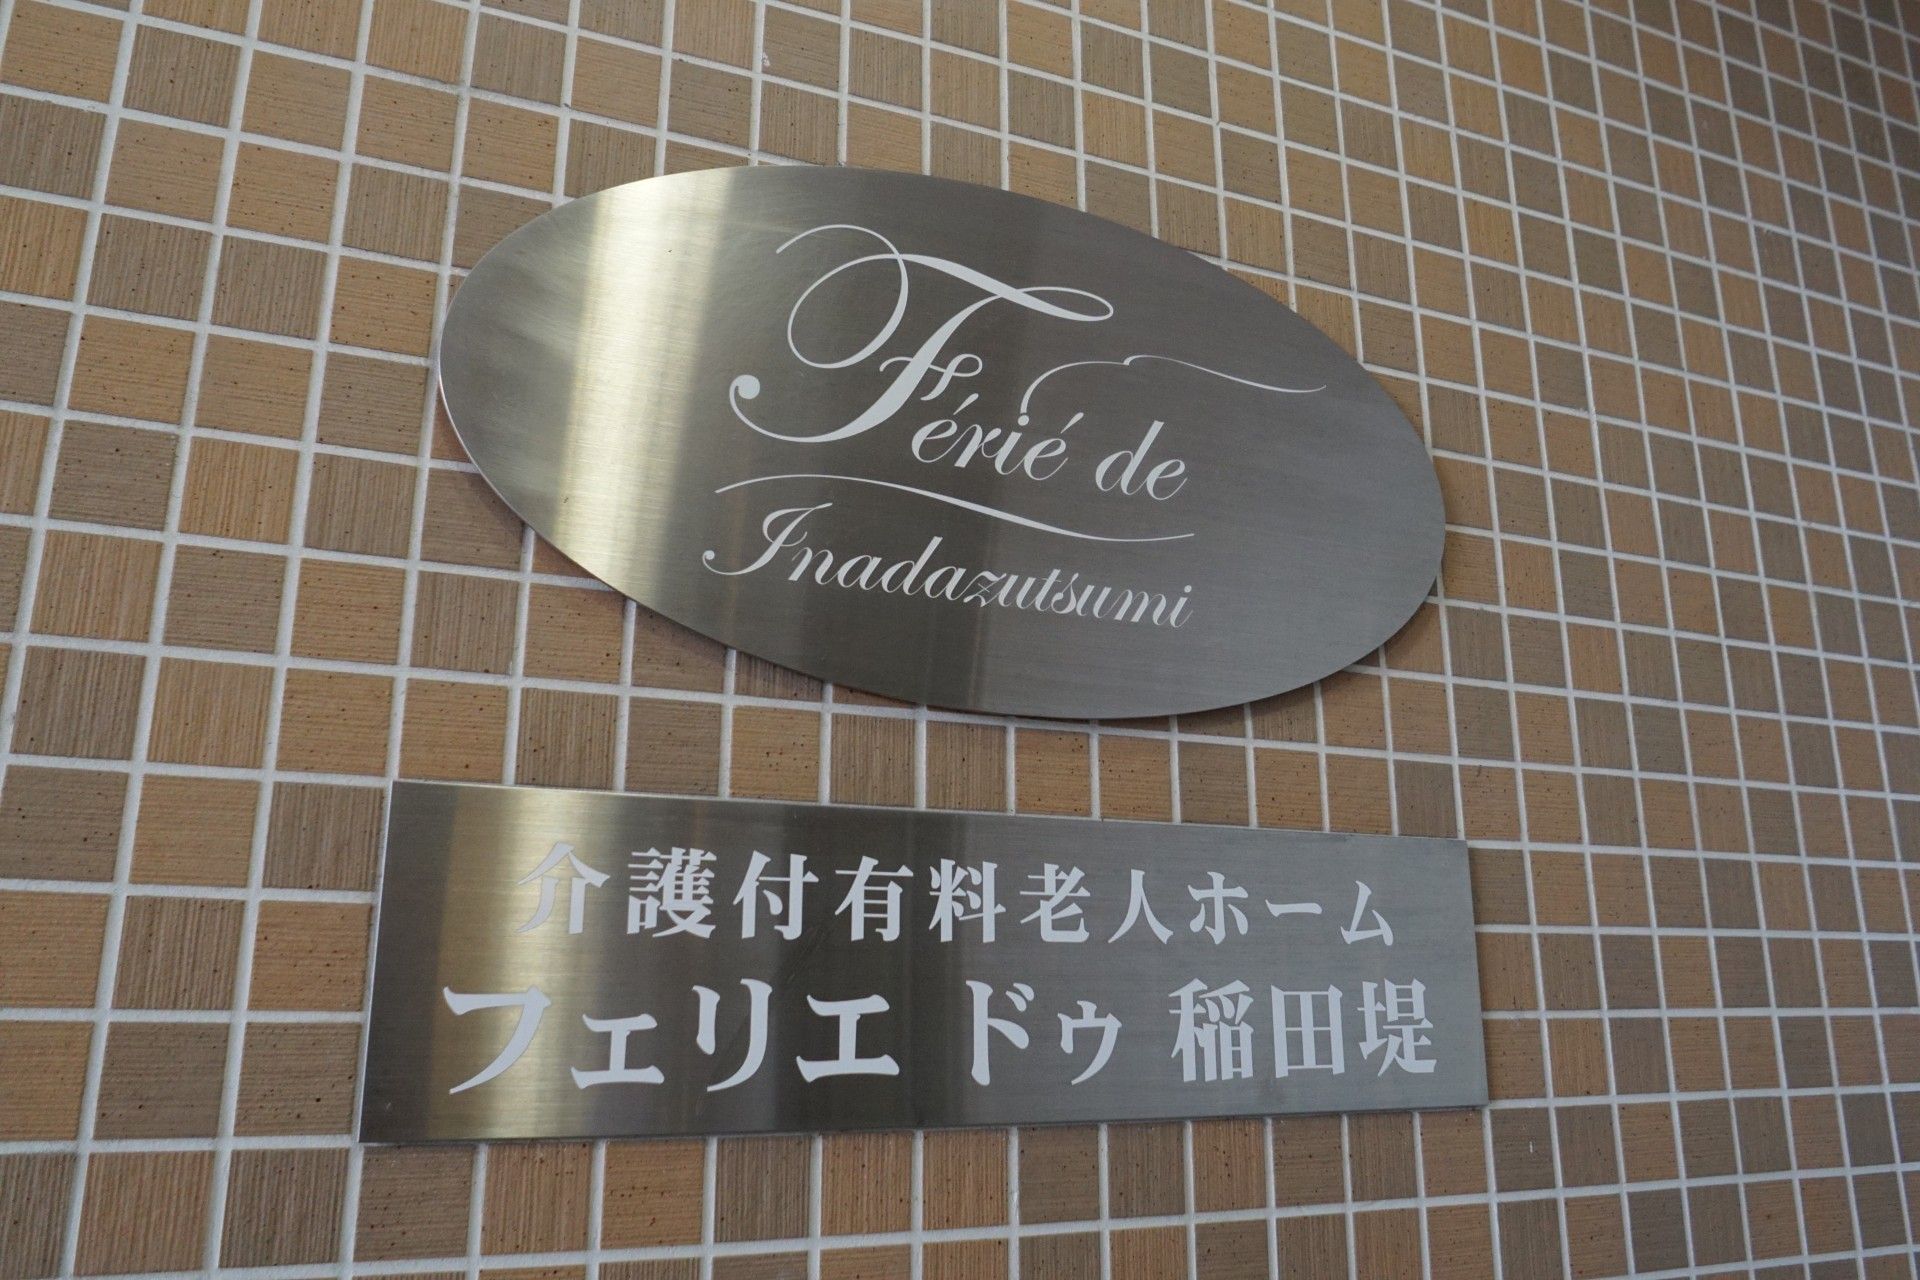 Férié de
Inadazutsumi
介護付有料老人ホーム
フェリエ ドゥ 稲田堤